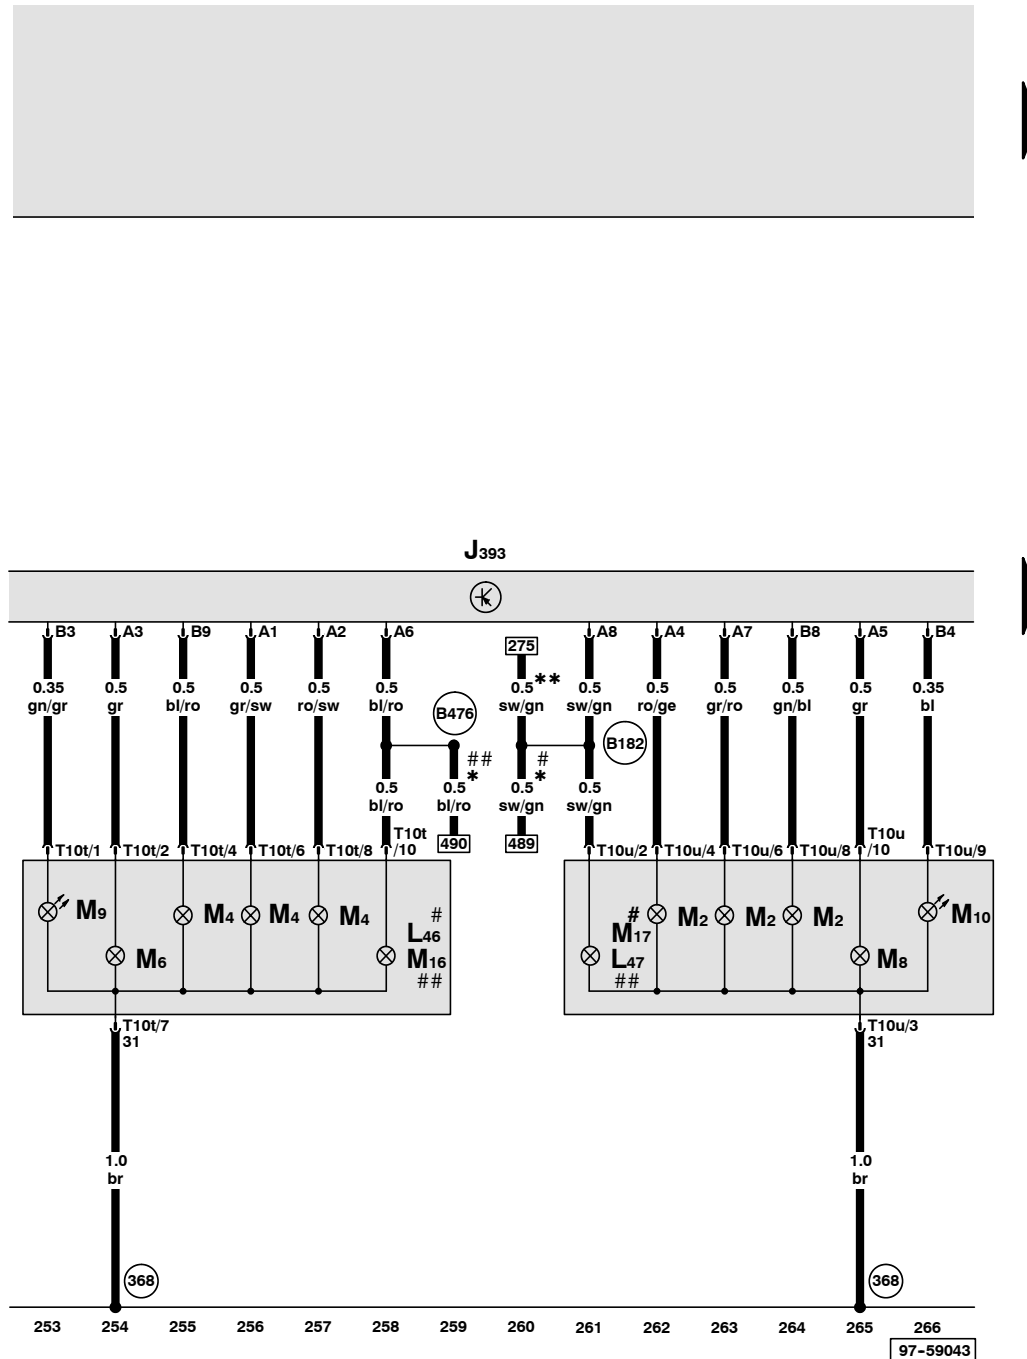 J393
B3 A3 B9 A1 A2 A6 275 A8 A4 A7 B8 A5 B4
0.35 0.5 0.5 0.5 0.5 0.5 0.5 ** 0.5 0.5 0.5 0.5 0.5 0.35
gn/gr gr bl/ro gr/sw ro/sw bl/ro sw/gn sw/gn ro/ge gr/ro gn/bl gr bl
B476 B182
## #
* *
0.5 0.5 0.5 0.5
bl/ro bl/ro sw/gn sw/gn
T10t T10u
490 489
T10t/1 T10t/2 T10t/4 T10t/6 T10t/8 /10 T10u/2 T10u/4 T10u/6 T10u/8 /10 T10u/9
M9 M4 M4 M4 # # M2 M2 M2 M10
L46 M17
M6 M16 L47 M8
## ##
T10t/7 T10u/3
31 31
1.0 1.0
br br
368 368
253 254 255 256 257 258 259 260 261 262 263 264 265 266
97-59043